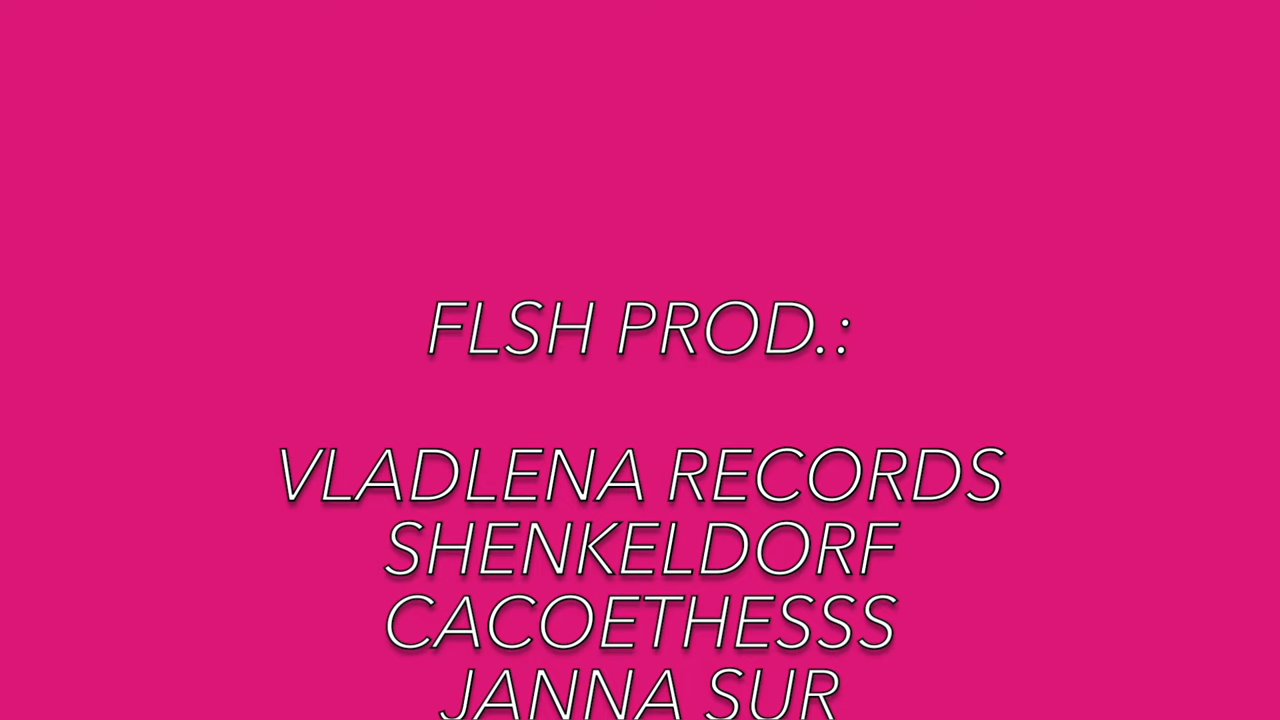 FLSH PROD.:
VLADLENA RECORDS
SHENKELDORF
CACOETHESSS
JANNA SUR